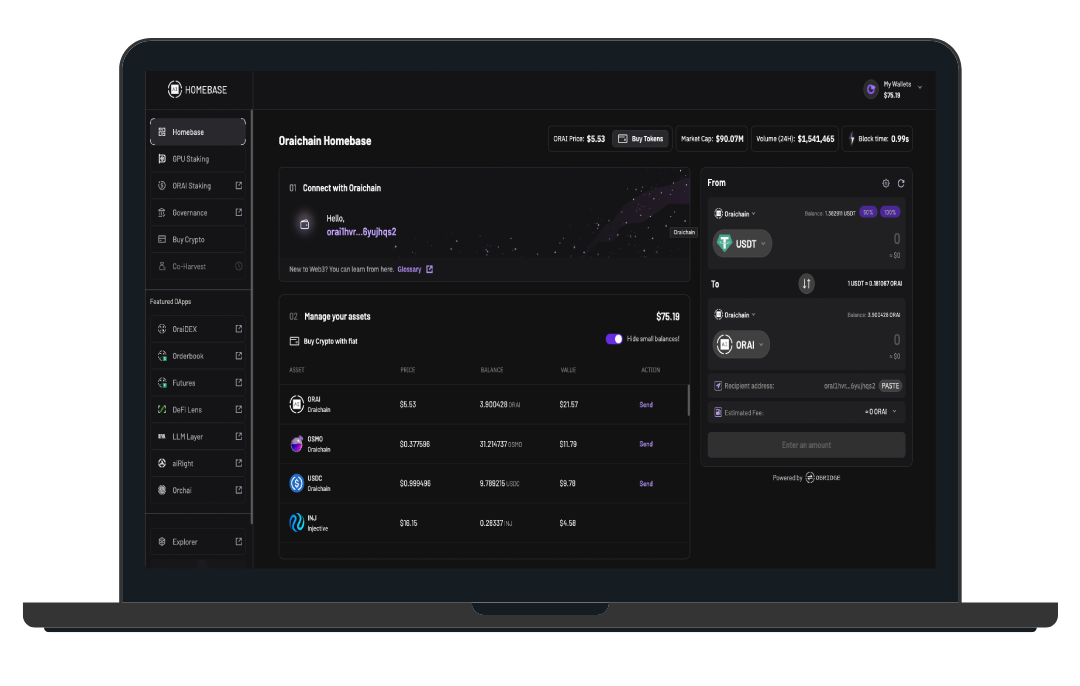 HOMEBASE
My Wallets
$75.19
Homebase
GPU Staking
ORAI Staking
Governance
Buy Crypto
Co-Harvest
Featured DApps
OraiDEX
Orderbook
Futures
DeFi Lens
LLM Layer
aiRight
Orchai
Explorer
Oraichain Homebase
ORAI Price: $5.53 Buy Tokens
Market Cap: $90.07M
Volume (24H): $1,541,465
Block time: 0.99s
01 Connect with Oraichain
Hello,
orai1hvr...6yujhqs2
Oraichain
New to Web3? You can learn from here. Glossary
02 Manage your assets $75.19
Buy Crypto with fiat Hide small balances!
ASSET PRICE BALANCE VALUE ACTION
ORAI
Oraichain
$5.53 3.900428 ORAI $21.57 Send
OSMO
Oraichain
$0.377596 31.214737 OSMO $11.79 Send
USDC
Oraichain
$0.999496 9.789215 USDC $9.78 Send
INJ
Injective
$16.15 0.28337 INJ $4.58
From
Oraichain Balance: 1.382911 USDT 50% 100%
USDT 0
≈ $0
To 1 USDT = 0.181067 ORAI
Oraichain Balance: 3.900428 ORAI
AI ORAI 0
≈ $0
Recipient address: orai1hvr...6yujhqs2 PASTE
Estimated Fee: ≈ 0 ORAI
Enter an amount
Powered by OBRIDGE